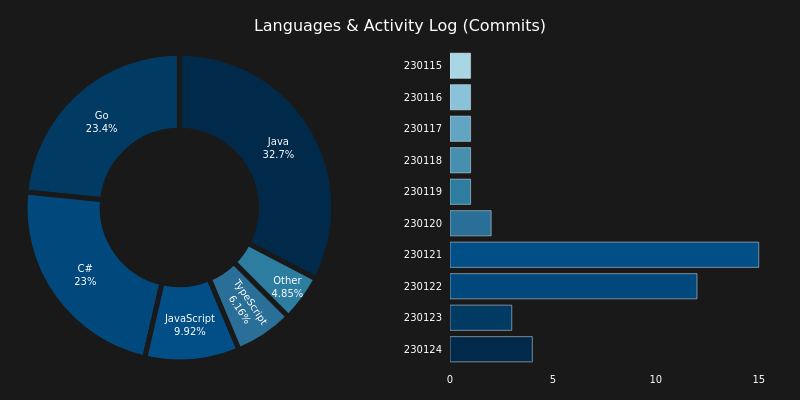 Languages & Activity Log (Commits)
Java
32.7%
Go
23.4%
C#
23%
JavaScript
9.92%
TypeScript
6.16%
Other
4.85%
230115
230116
230117
230118
230119
230120
230121
230122
230123
230124
0
5
10
15